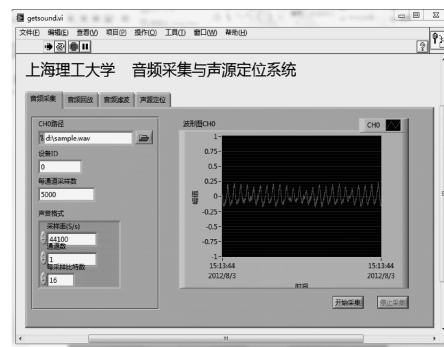 getsound.vi
文件(F) 编辑(E) 查看(V) 项目(P) 操作(O) 工具(T) 窗口(W) 帮助(H)
上海理工大学 音频采集与声源定位系统
音频采集 音频回放 音频滤波 声源定位
CH0路径
d:\sample.wav
设备ID
0
每通道采样数
5000
声音格式
采样率(S/s)
44100
通道数
1
每采样比特数
16
波形图CH0
CH0
1
0.75
0.5
0.25
0
-0.25
-0.5
-0.75
-1
幅值
15:13:44
2012/8/3
15:13:44
2012/8/3
时间
开始采集 停止采集